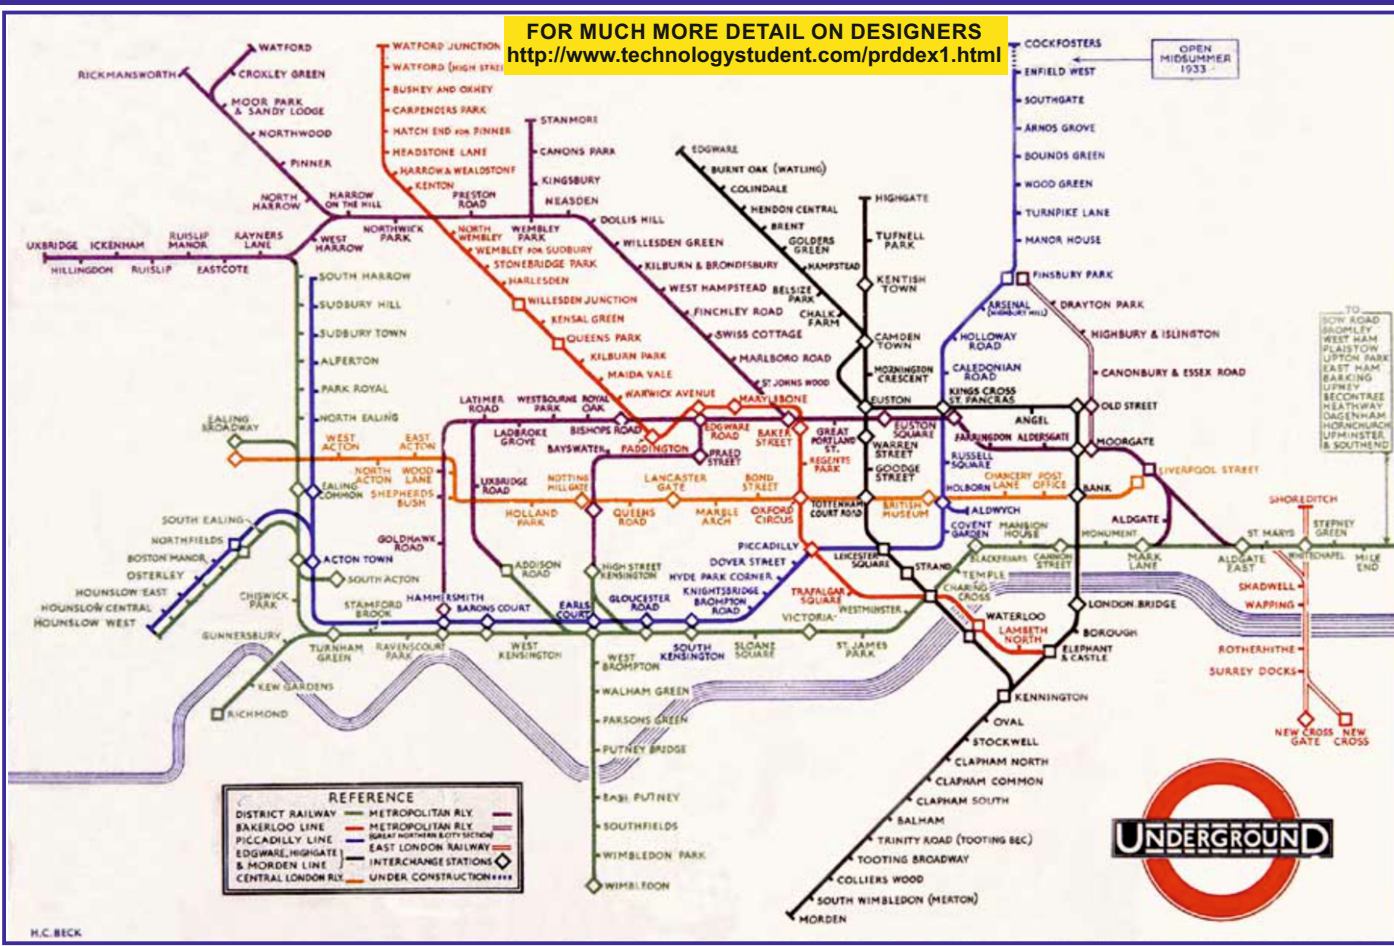 FOR MUCH MORE DETAIL ON DESIGNERS
http://www.technologystudent.com/prddex1.html
WATFORD
CROXLEY GREEN
RICKMANSWORTH
MOOR PARK
& SANDY LODGE
NORTHWOOD
PINNER
NORTH
HARROW
HARROW
ON THE HILL
NORTHWICK
PARK
PRESTON
ROAD
WEMBLEY
PARK
NEASDEN
STANMORE
CANONS PARK
KINGSBURY
DOLLIS HILL
WILLESDEN GREEN
KILBURN & BRONDESBURY
WEST HAMPSTEAD
FINCHLEY ROAD
SWISS COTTAGE
MARLBORO ROAD
ST JOHNS WOOD
UXBRIDGE
ICKENHAM
RUISLIP
MANOR
RAYNERS
LANE
WEST
HARROW
HILLINGDON
RUISLIP
EASTCOTE
WATFORD JUNCTION
WATFORD (HIGH STRE
BUSHEY AND OXHEY
CARPENDERS PARK
HATCH END FOR PINNER
HEADSTONE LANE
HARROW & WEALDSTONE
KENTON
NORTH
WEMBLEY
WEMBLEY FOR SUDBURY
STONEBRIDGE PARK
HARLESDEN
WILLESDEN JUNCTION
KENSAL GREEN
QUEENS PARK
KILBURN PARK
MAIDA VALE
WARWICK AVENUE
MARYLEBONE
EDGWARE
BURNT OAK (WATLING)
COLINDALE
HENDON CENTRAL
BRENT
GOLDERS
GREEN
HAMPSTEAD
BELSIZE
PARK
CHALK
FARM
HIGHGATE
TUFNELL
PARK
KENTISH
TOWN
CAMDEN
TOWN
MORNINGTON
CRESCENT
EUSTON
COCKFOSTERS
ENFIELD WEST
SOUTHGATE
ARNOS GROVE
BOUNDS GREEN
WOOD GREEN
TURNPIKE LANE
MANOR HOUSE
FINSBURY PARK
OPEN
MIDSUMMER
1933
ARSENAL
(HIGHBURY HILL)
HOLLOWAY
ROAD
CALEDONIAN
ROAD
KINGS CROSS
ST. PANCRAS
DRAYTON PARK
HIGHBURY & ISLINGTON
CANONBURY & ESSEX ROAD
OLD STREET
MOORGATE
ANGEL
TO
BOW ROAD
BROMLEY
WEST HAM
PLAISTOW
UPTON PARK
EAST HAM
BARKING
UPNEY
BECONTREE
HEATHWAY
DAGENHAM
HORNCHURCH
UPMINSTER
& SOUTHEND
SOUTH HARROW
SUDBURY HILL
SUDBURY TOWN
ALPERTON
PARK ROYAL
NORTH EALING
EALING
BROADWAY
EALING
COMMON
WEST
ACTON
EAST
ACTON
NORTH
ACTON
WOOD
LANE
SHEPHERDS
BUSH
LATIMER
ROAD
WESTBOURNE
PARK
ROYAL
OAK
LADBROKE
GROVE
BISHOPS ROAD
BAYSWATER
PADDINGTON
EDGWARE
ROAD
PRAED
STREET
BAKER
STREET
GREAT
PORTLAND
ST.
EUSTON
SQUARE
FARRINGDON
ALDERSGATE
REGENTS
PARK
WARREN
STREET
GOODGE
STREET
RUSSELL
SQUARE
LIVERPOOL STREET
UXBRIDGE
ROAD
HOLLAND
PARK
NOTTING
HILLGATE
QUEENS
ROAD
LANCASTER
GATE
MARBLE
ARCH
BOND
STREET
OXFORD
CIRCUS
TOTTENHAM
COURT ROAD
BRITISH
MUSEUM
HOLBORN
ALDWYCH
CHANCERY
LANE
POST
OFFICE
BANK
GOLDHAWK
ROAD
ADDISON
ROAD
HIGH STREET
KENSINGTON
PICCADILLY
DOVER STREET
HYDE PARK CORNER
KNIGHTSBRIDGE
BROMPTON
ROAD
LEICESTER
SQUARE
COVENT
GARDEN
STRAND
TRAFALGAR
SQUARE
MANSION
HOUSE
BLACKFRIARS
CANNON
STREET
MONUMENT
MARK
LANE
ALDGATE
ALDGATE
EAST
ST. MARYS
STEPNEY
GREEN
WHITECHAPEL
MILE
END
SHOREDITCH
SHADWELL
WAPPING
ROTHERHITHE
SURREY DOCKS
NEW CROSS
GATE
NEW
CROSS
SOUTH EALING
NORTHFIELDS
BOSTON MANOR
OSTERLEY
HOUNSLOW EAST
HOUNSLOW CENTRAL
HOUNSLOW WEST
ACTON TOWN
SOUTH ACTON
CHISWICK
PARK
GUNNERSBURY
KEW GARDENS
RICHMOND
TURNHAM
GREEN
STAMFORD
BROOK
RAVENSCOURT
PARK
HAMMERSMITH
BARONS COURT
WEST
KENSINGTON
EARLS
COURT
GLOUCESTER
ROAD
SOUTH
KENSINGTON
SLOANE
SQUARE
VICTORIA
ST. JAMES
PARK
WESTMINSTER
CHARING
CROSS
TEMPLE
WATERLOO
LAMBETH
NORTH
LONDON BRIDGE
BOROUGH
ELEPHANT
& CASTLE
KENNINGTON
OVAL
STOCKWELL
CLAPHAM NORTH
CLAPHAM COMMON
CLAPHAM SOUTH
BALHAM
TRINITY ROAD (TOOTING BEC)
TOOTING BROADWAY
COLLIERS WOOD
SOUTH WIMBLEDON (MERTON)
MORDEN
WEST
BROMPTON
WALHAM GREEN
PARSONS GREEN
PUTNEY BRIDGE
EAST PUTNEY
SOUTHFIELDS
WIMBLEDON PARK
WIMBLEDON
REFERENCE
DISTRICT RAILWAY
BAKERLOO LINE
PICCADILLY LINE
EDGWARE, HIGHGATE
& MORDEN LINE
CENTRAL LONDON RLY.
METROPOLITAN RLY.
METROPOLITAN RLY.
(GREAT NORTHERN & CITY SECTION)
EAST LONDON RAILWAY
INTERCHANGE STATIONS
UNDER CONSTRUCTION
UNDERGROUND
H.C. BECK